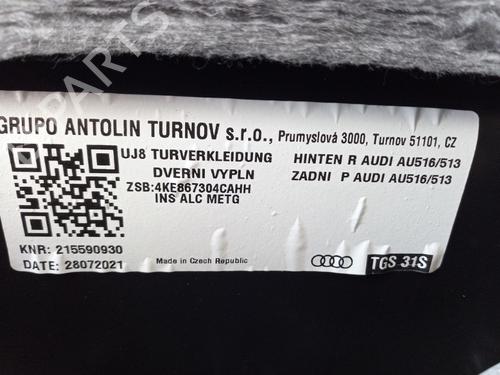 GRUPO ANTOLIN TURNOV s.r.o., Prumyslová 3000, Turnov 51101, CZ
UJ8 TURVERKLEIDUNG HINTEN R AUDI AU516/513
DVERNI VYPLN ZADNI P AUDI AU516/513
ZSB:4KE867304CAHH
INS ALC METG
KNR: 215590930
DATE: 28072021
Made in Czech Republic
TGS 31S